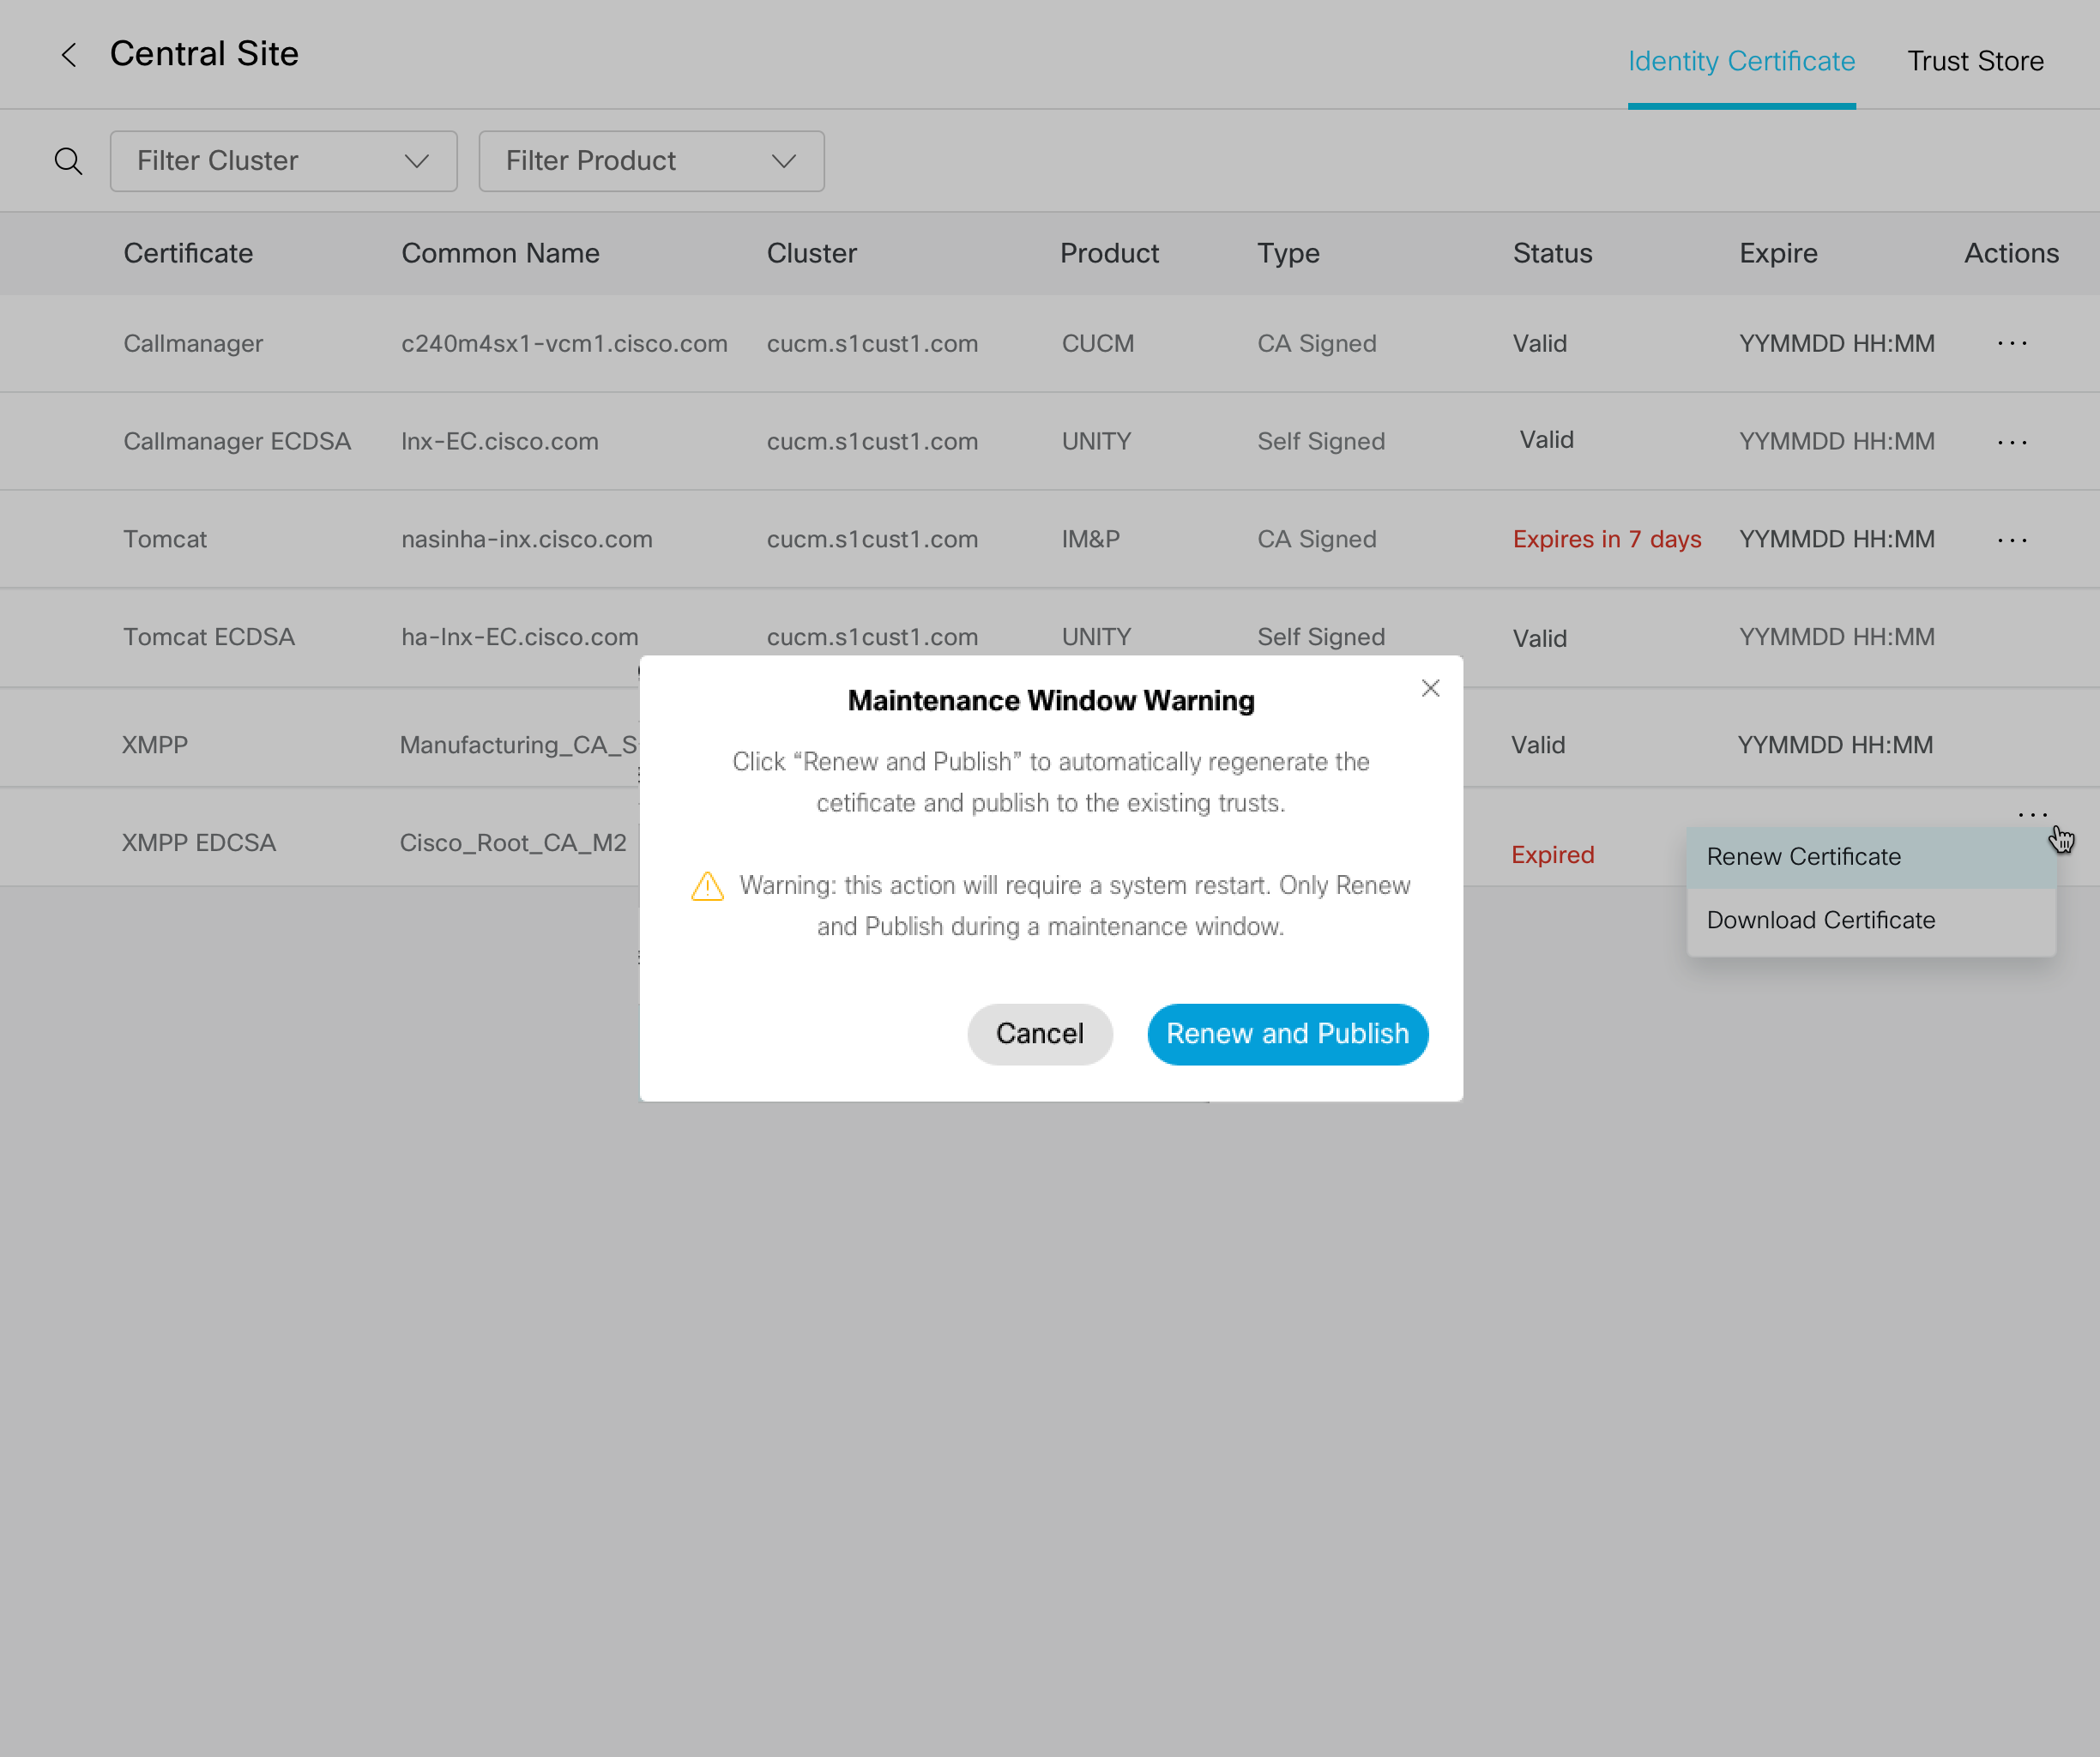 Central Site
Identity Certificate Trust Store
Filter Cluster Filter Product
Certificate Common Name Cluster Product Type Status Expire Actions
Callmanager c240m4sx1-vcm1.cisco.com cucm.s1cust1.com CUCM CA Signed Valid YYMMDD HH:MM ...
Callmanager ECDSA lnx-EC.cisco.com cucm.s1cust1.com UNITY Self Signed Valid YYMMDD HH:MM ...
Tomcat nasinha-inx.cisco.com cucm.s1cust1.com IM&P CA Signed Expires in 7 days YYMMDD HH:MM ...
Tomcat ECDSA ha-lnx-EC.cisco.com cucm.s1cust1.com UNITY Self Signed Valid YYMMDD HH:MM
XMPP Manufacturing_CA_S Valid YYMMDD HH:MM
XMPP EDCSA Cisco_Root_CA_M2 Expired ...
Renew Certificate
Download Certificate
Maintenance Window Warning
Click “Renew and Publish” to automatically regenerate the
cetificate and publish to the existing trusts.
Warning: this action will require a system restart. Only Renew
and Publish during a maintenance window.
Cancel Renew and Publish